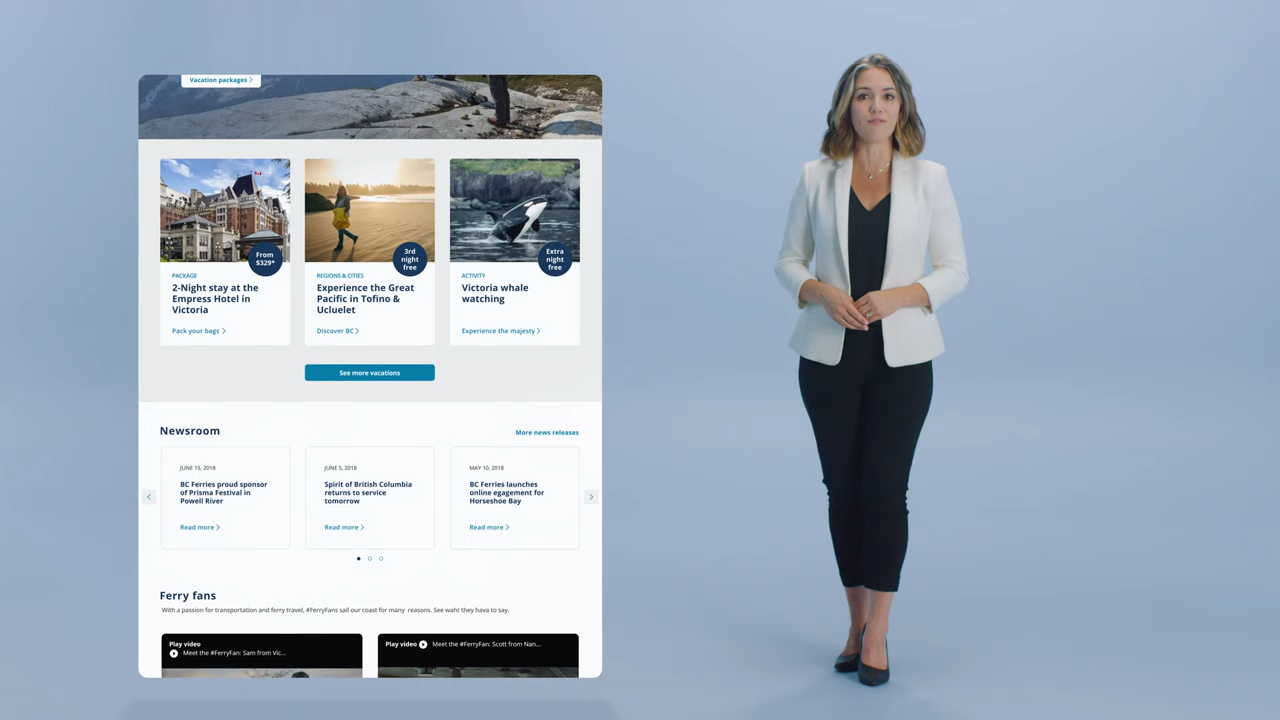 Vacation packages
From
$329*
3rd
night
free
Extra
night
free
PACKAGE
2-Night stay at the
Empress Hotel in
Victoria
Pack your bags
REGIONS & CITIES
Experience the Great
Pacific in Tofino &
Ucluelet
Discover BC
ACTIVITY
Victoria whale
watching
Experience the majesty
See more vacations
Newsroom
More news releases
JUNE 15, 2018
BC Ferries proud sponsor
of Prisma Festival in
Powell River
Read more
JUNE 5, 2018
Spirit of British Columbia
returns to service
tomorrow
Read more
MAY 10, 2018
BC Ferries launches
online egagement for
Horseshoe Bay
Read more
Ferry fans
With a passion for transportation and ferry travel, #FerryFans sail our coast for many reasons. See waht they hava to say.
Play video
Meet the #FerryFan: Sam from Vic...
Play video Meet the #FerryFan: Scott from Nan...